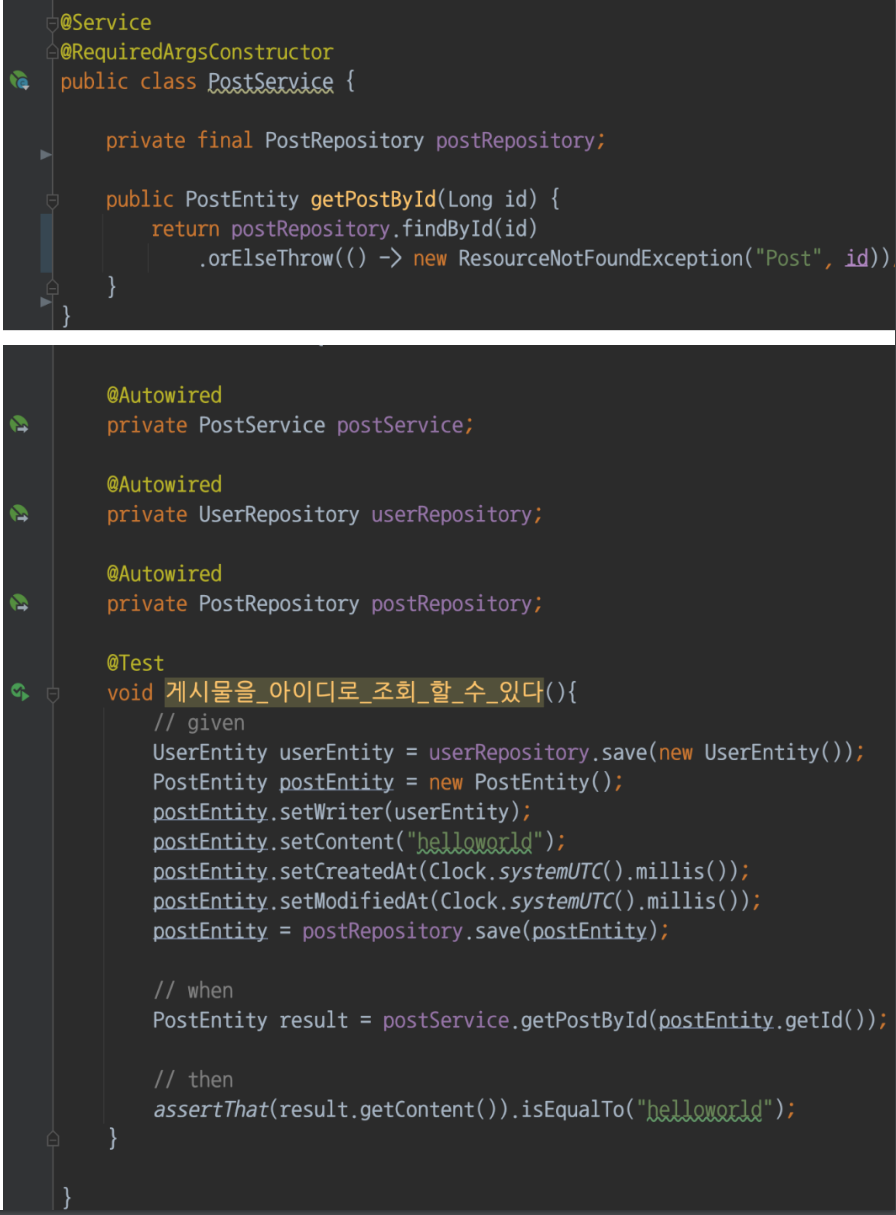 @Service
@RequiredArgsConstructor
public class PostService {
private final PostRepository postRepository;
public PostEntity getPostById(Long id) {
return postRepository.findById(id)
.orElseThrow(() -> new ResourceNotFoundException("Post", id))
}
}
@Autowired
private PostService postService;
@Autowired
private UserRepository userRepository;
@Autowired
private PostRepository postRepository;
@Test
void 게시물을_아이디로_조회_할_수_있다(){
// given
UserEntity userEntity = userRepository.save(new UserEntity());
PostEntity postEntity = new PostEntity();
postEntity.setWriter(userEntity);
postEntity.setContent("helloworld");
postEntity.setCreatedAt(Clock.systemUTC().millis());
postEntity.setModifiedAt(Clock.systemUTC().millis());
postEntity = postRepository.save(postEntity);
// when
PostEntity result = postService.getPostById(postEntity.getId());
// then
assertThat(result.getContent()).isEqualTo("helloworld");
}
}